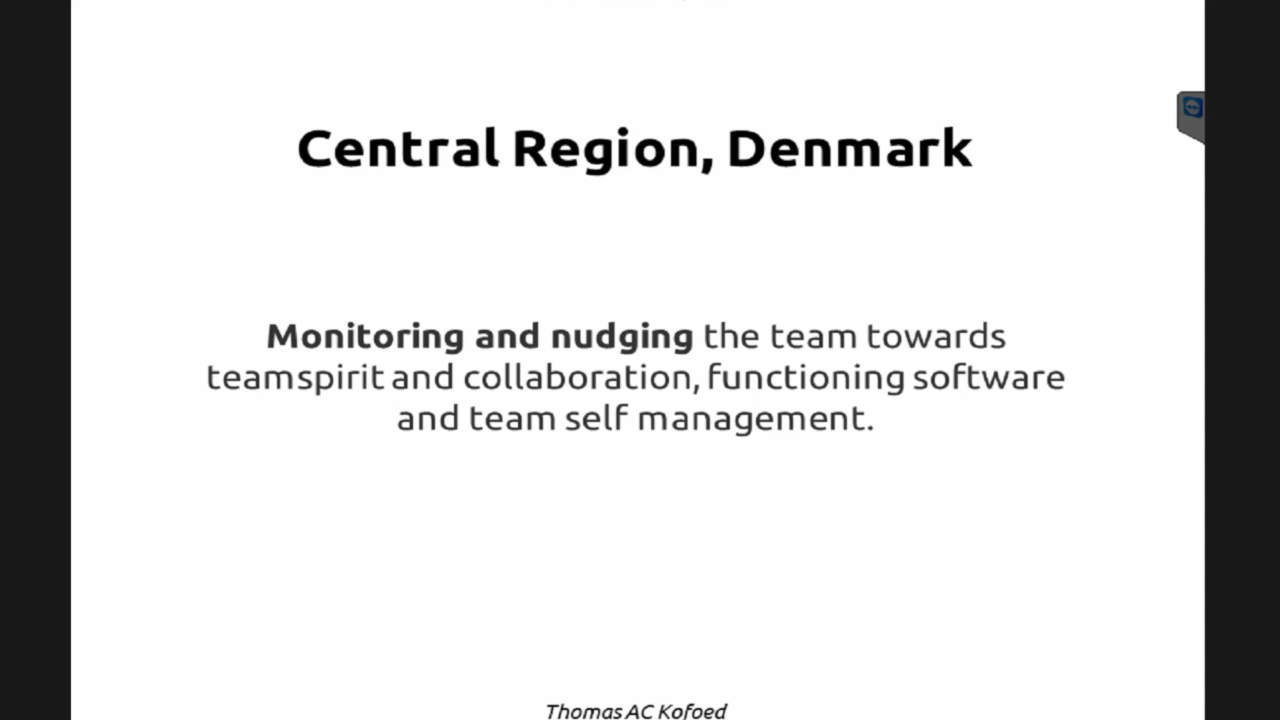 Central Region, Denmark
Monitoring and nudging the team towards
teamspirit and collaboration, functioning software
and team self management.
Thomas AC Kofoed